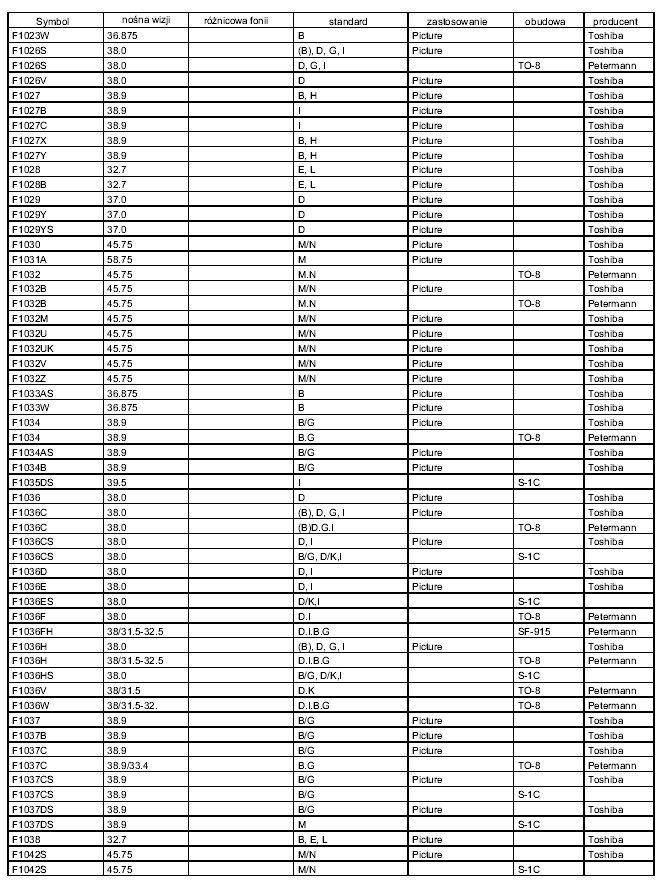 Symbol nośna wizji różnicowa fonii standard zastosowanie obudowa producent
F1023W 36.875 B Picture Toshiba
F1026S 38.0 (B), D, G, I Picture Toshiba
F1026S 38.0 D, G, I TO-8 Petermann
F1026V 38.0 D Picture Toshiba
F1027 38.9 B, H Picture Toshiba
F1027B 38.9 I Picture Toshiba
F1027C 38.9 I Picture Toshiba
F1027X 38.9 B, H Picture Toshiba
F1027Y 38.9 B, H Picture Toshiba
F1028 32.7 E, L Picture Toshiba
F1028B 32.7 E, L Picture Toshiba
F1029 37.0 D Picture Toshiba
F1029Y 37.0 D Picture Toshiba
F1029YS 37.0 D Picture Toshiba
F1030 45.75 M/N Picture Toshiba
F1031A 58.75 M Picture Toshiba
F1032 45.75 M.N TO-8 Petermann
F1032B 45.75 M/N Picture Toshiba
F1032B 45.75 M.N TO-8 Petermann
F1032M 45.75 M/N Picture Toshiba
F1032U 45.75 M/N Picture Toshiba
F1032UK 45.75 M/N Picture Toshiba
F1032V 45.75 M/N Picture Toshiba
F1032Z 45.75 M/N Picture Toshiba
F1033AS 36.875 B Picture Toshiba
F1033W 36.875 B Picture Toshiba
F1034 38.9 B/G Picture Toshiba
F1034 38.9 B.G TO-8 Petermann
F1034AS 38.9 B/G Picture Toshiba
F1034B 38.9 B/G Picture Toshiba
F1035DS 39.5 I S-1C
F1036 38.0 D Picture Toshiba
F1036C 38.0 (B), D, G, I Picture Toshiba
F1036C 38.0 (B)D.G.I TO-8 Petermann
F1036CS 38.0 D, I Picture Toshiba
F1036CS 38.0 B/G, D/K,I S-1C
F1036D 38.0 D, I Picture Toshiba
F1036E 38.0 D, I Picture Toshiba
F1036ES 38.0 D/K,I S-1C
F1036F 38.0 D.I TO-8 Petermann
F1036FH 38/31.5-32.5 D.I.B.G SF-915 Petermann
F1036H 38.0 (B), D, G, I Picture Toshiba
F1036H 38/31.5-32.5 D.I.B.G TO-8 Petermann
F1036HS 38.0 B/G, D/K,I S-1C
F1036V 38/31.5 D.K TO-8 Petermann
F1036W 38/31.5-32. D.I.B.G TO-8 Petermann
F1037 38.9 B/G Picture Toshiba
F1037B 38.9 B/G Picture Toshiba
F1037C 38.9 B/G Picture Toshiba
F1037C 38.9/33.4 B.G TO-8 Petermann
F1037CS 38.9 B/G Picture Toshiba
F1037CS 38.9 B/G S-1C
F1037DS 38.9 B/G Picture Toshiba
F1037DS 38.9 M S-1C
F1038 32.7 B, E, L Picture Toshiba
F1042S 45.75 M/N Picture Toshiba
F1042S 45.75 M/N S-1C